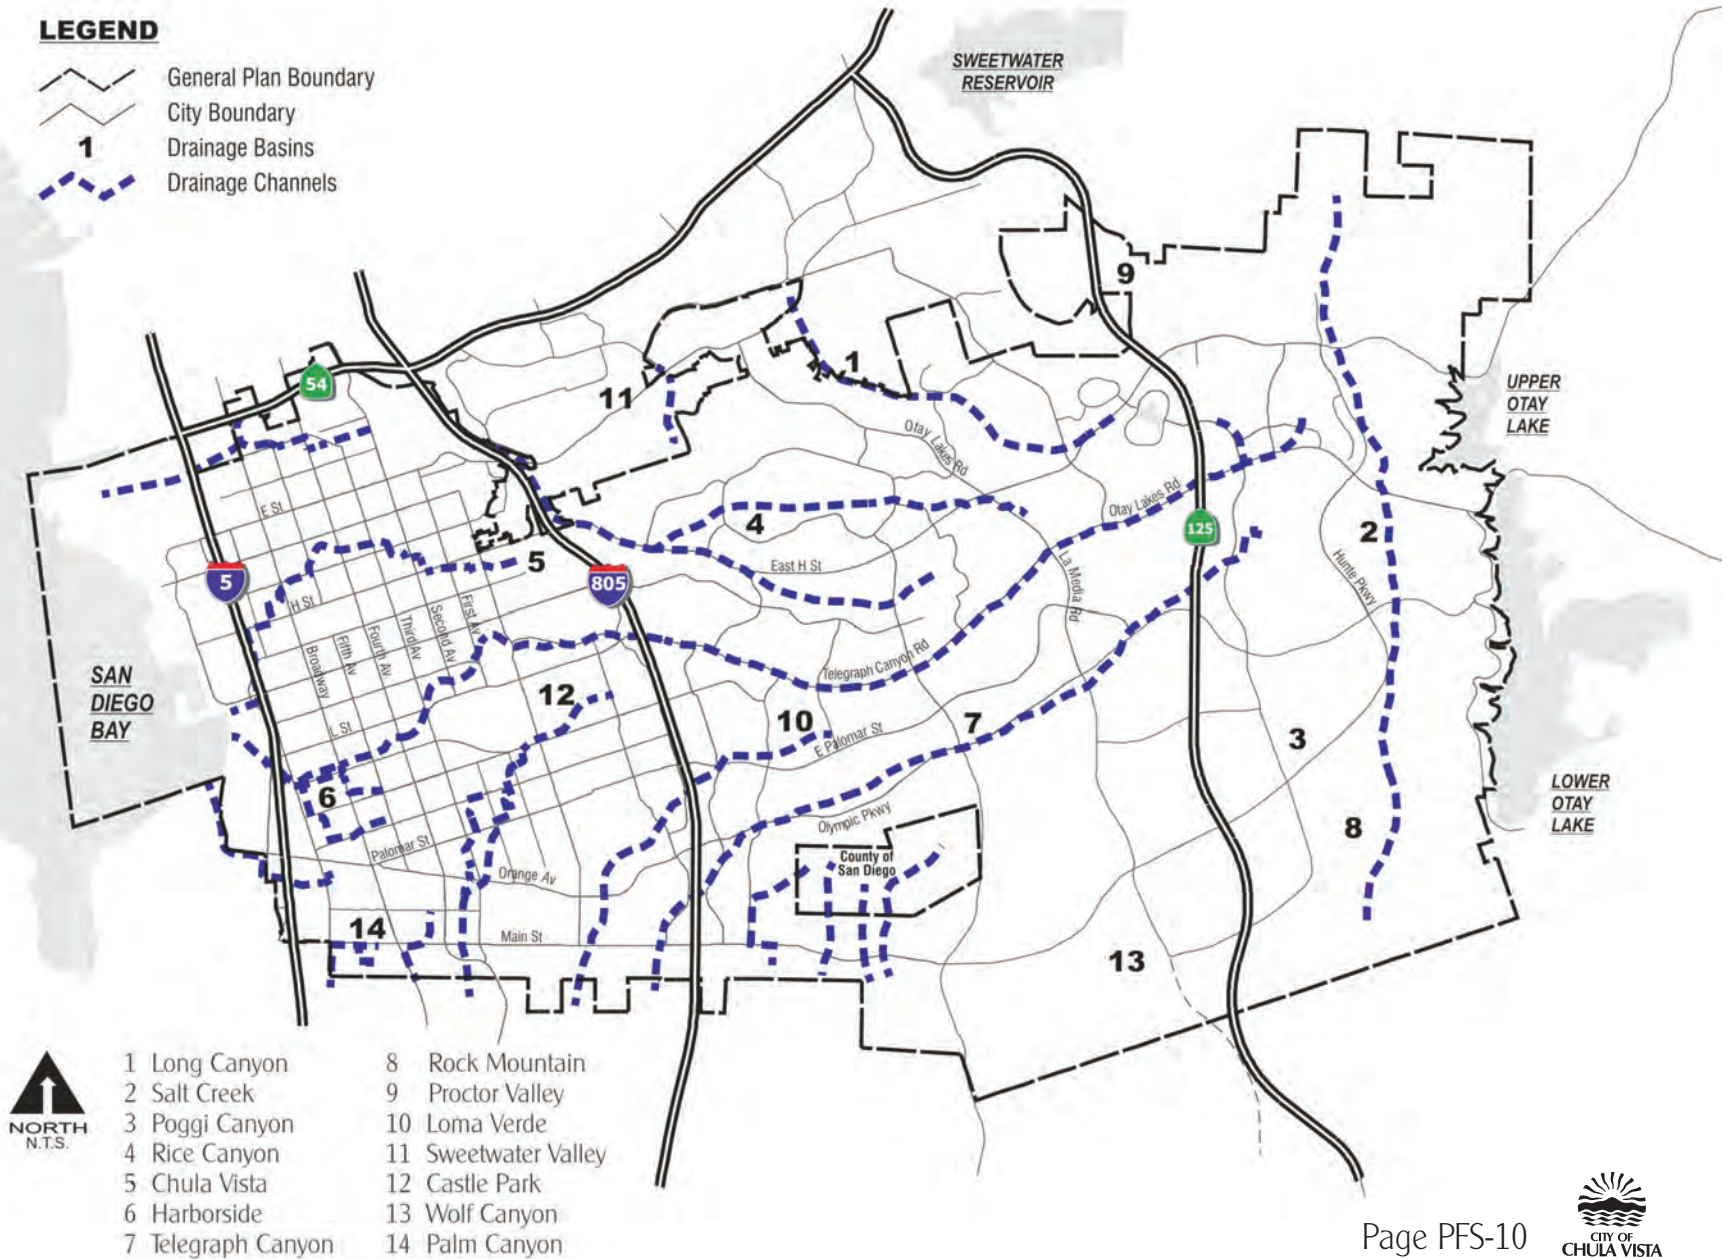 LEGEND
General Plan Boundary
City Boundary
1 Drainage Basins
Drainage Channels
SWEETWATER
RESERVOIR
9
54
1
11
UPPER
OTAY
LAKE
Otay Lakes Rd
Otay Lakes Rd
E St
4
125
2
5
East H St
5
805
H St
La Media Rd
Hunte Pkwy
First Av
Second Av
Third Av
Fourth Av
Fifth Av
Broadway
Telegraph Canyon Rd
SAN
DIEGO
BAY
12
10
7
3
L St
E Palomar St
6
LOWER
OTAY
LAKE
Olympic Pkwy
8
Palomar St
County of
San Diego
Orange Av
14
Main St
13
NORTH
N.T.S.
1 Long Canyon
2 Salt Creek
3 Poggi Canyon
4 Rice Canyon
5 Chula Vista
6 Harborside
7 Telegraph Canyon
8 Rock Mountain
9 Proctor Valley
10 Loma Verde
11 Sweetwater Valley
12 Castle Park
13 Wolf Canyon
14 Palm Canyon
Page PFS-10
CITY OF
CHULA VISTA